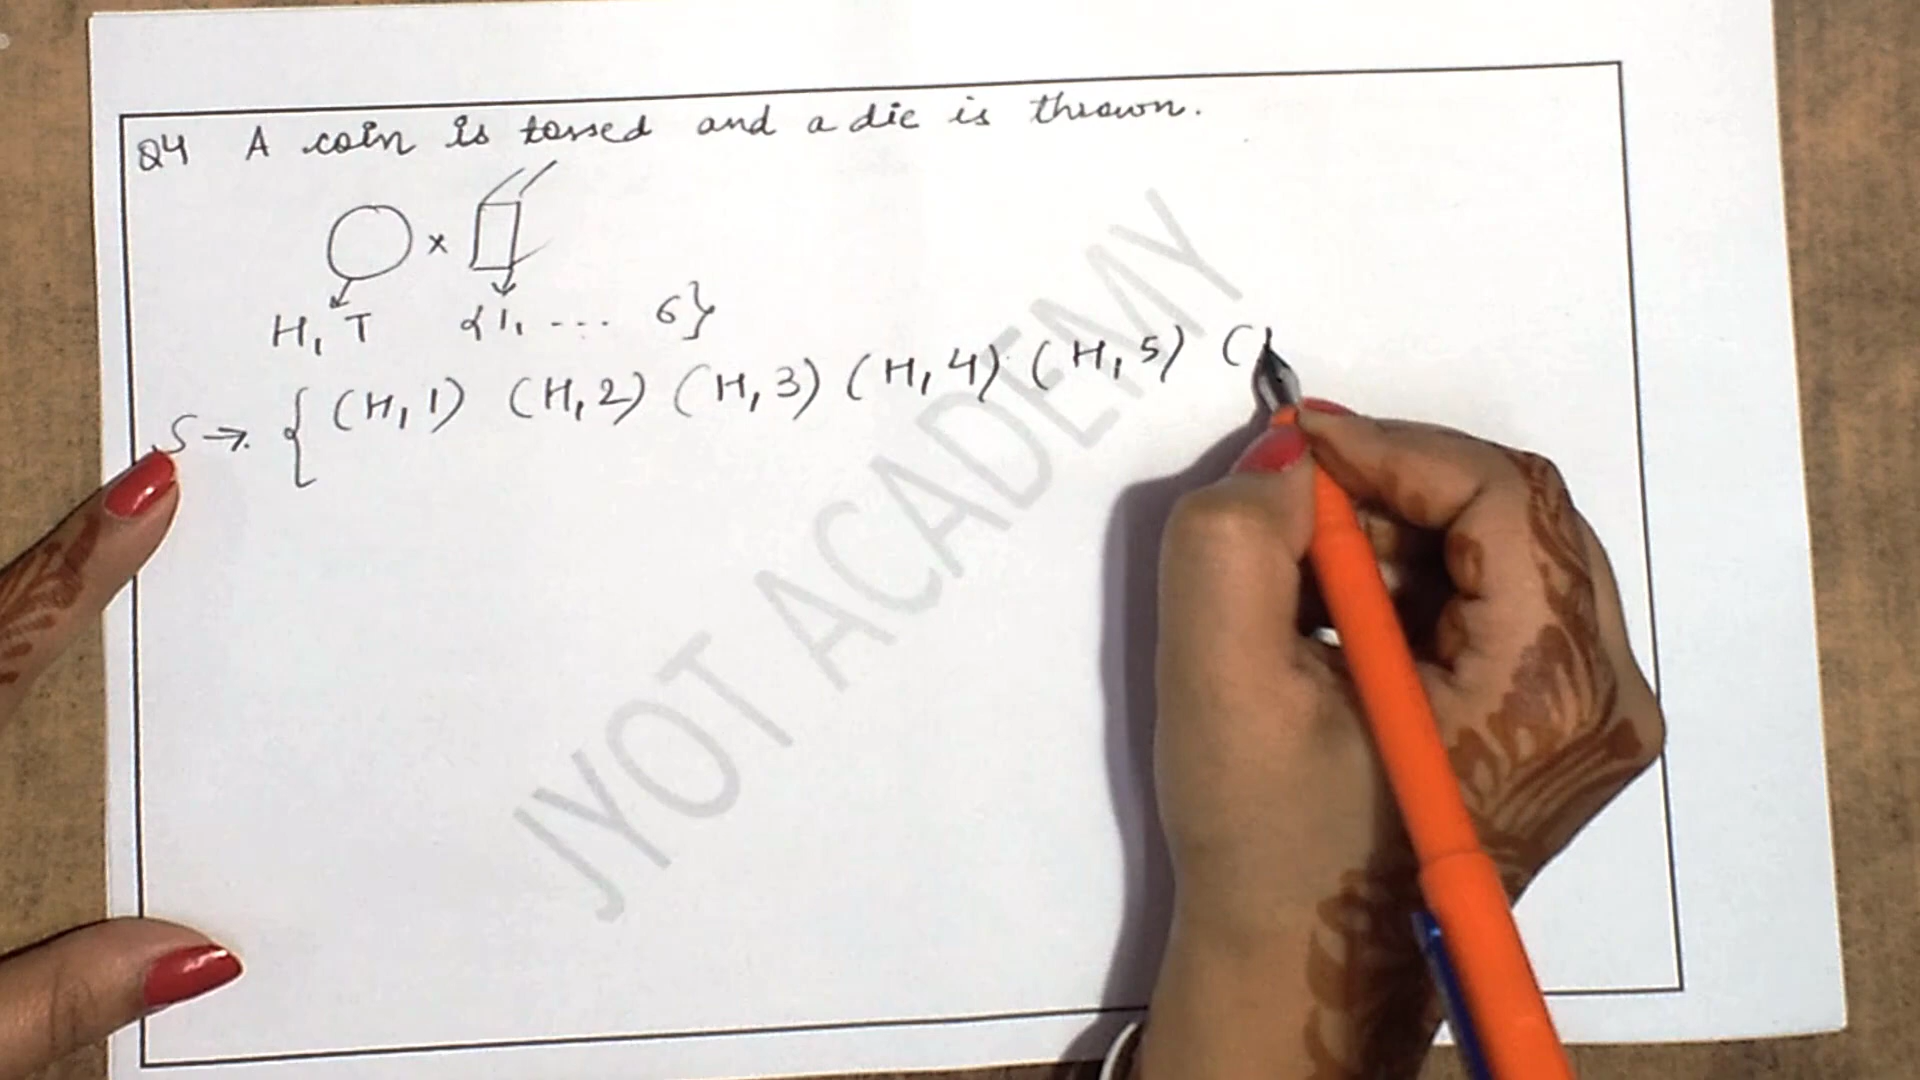 Q4 A coin is tossed and a die is thrown.
×
H, T {1, --- 6}
S → { (H, 1) (H, 2) (H, 3) (H, 4) (H, 5) (
JYOT ACADEMY